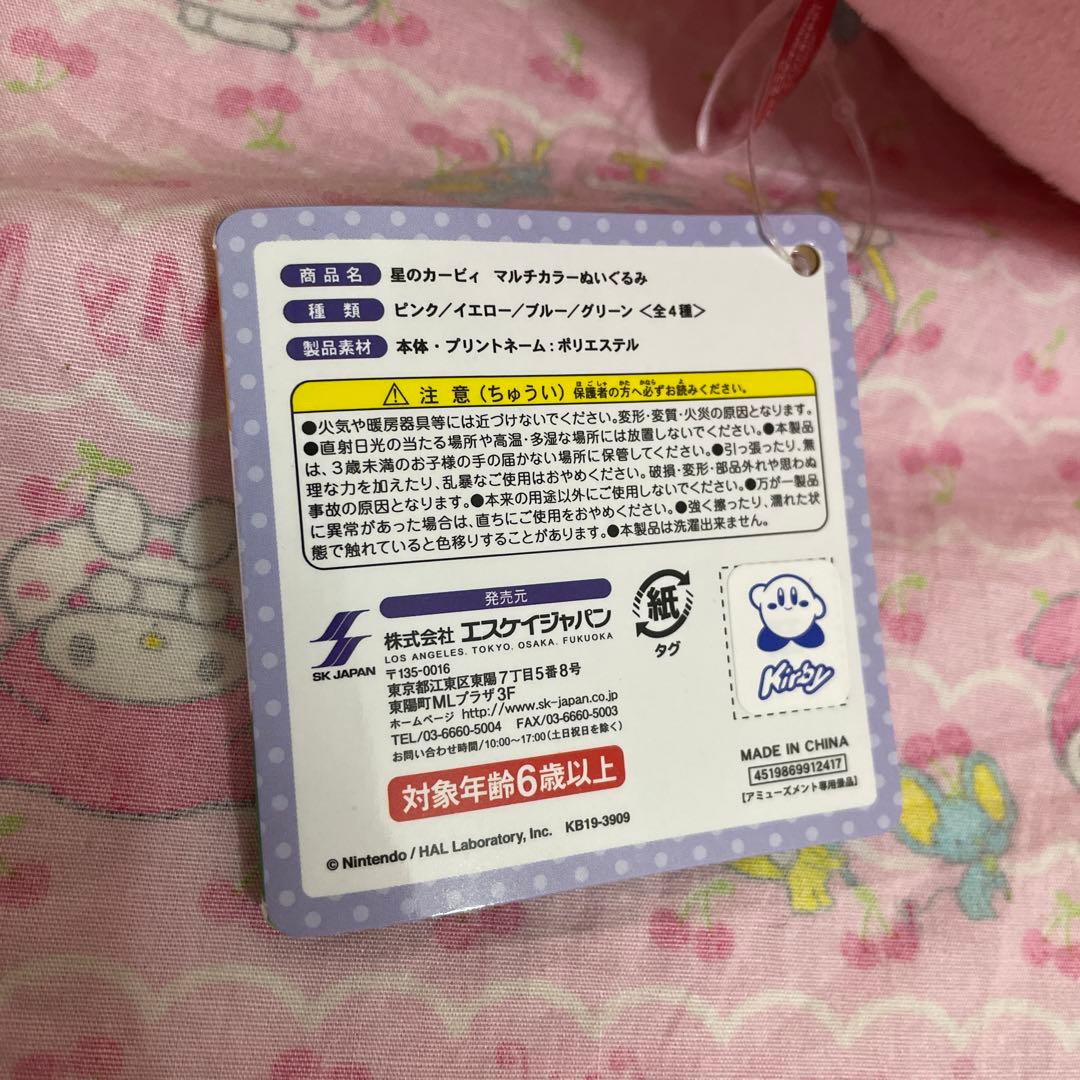 商品名 星のカービィ マルチカラーぬいぐるみ
種類 ピンク/イエロー/ブルー/グリーン <全4種>
製品素材 本体・プリントネーム:ポリエステル
注意(ちゅうい)保護者の方へ必ずお読みください。
●火気や暖房器具等には近づけないでください。変形・変質・火災の原因となります。
●直射日光の当たる場所や高温・多湿な場所には放置しないでください。●本製品
は、3歳未満のお子様の手の届かない場所に保管してください。●引っ張ったり、無
理な力を加えたり、乱暴なご使用はおやめください。破損・変形・部品外れや思わぬ
事故の原因となります。●本来の用途以外にご使用しないでください。●万が一製品
に異常があった場合は、直ちにご使用をおやめください。●強く擦ったり、濡れた状
態で触れていると色移りすることがあります。●本製品は洗濯出来ません。
発売元
SK JAPAN
株式会社 エスケイジャパン
LOS ANGELES. TOKYO. OSAKA. FUKUOKA
〒135-0016
東京都江東区東陽7丁目5番8号
東陽町MLプラザ3F
ホームページ http://www.sk-japan.co.jp
TEL/03-6660-5004 FAX/03-6660-5003
お問い合わせ時間/10:00〜17:00(土日祝日を除く)
紙
タグ
Kirby
対象年齢6歳以上
MADE IN CHINA
4519869912417
[アミューズメント専用景品]
© Nintendo / HAL Laboratory, Inc. KB19-3909